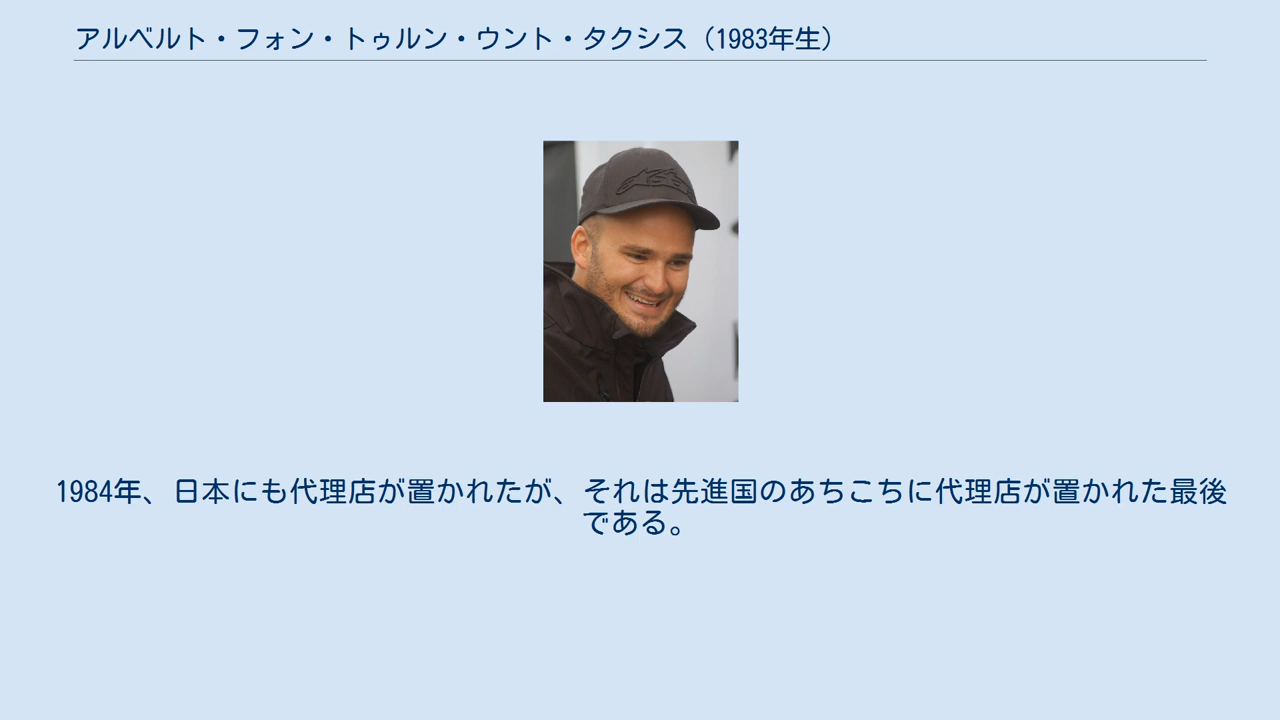 アルベルト・フォン・トゥルン・ウント・タクシス（1983年生）
1984年、日本にも代理店が置かれたが、それは先進国のあちこちに代理店が置かれた最後
である。